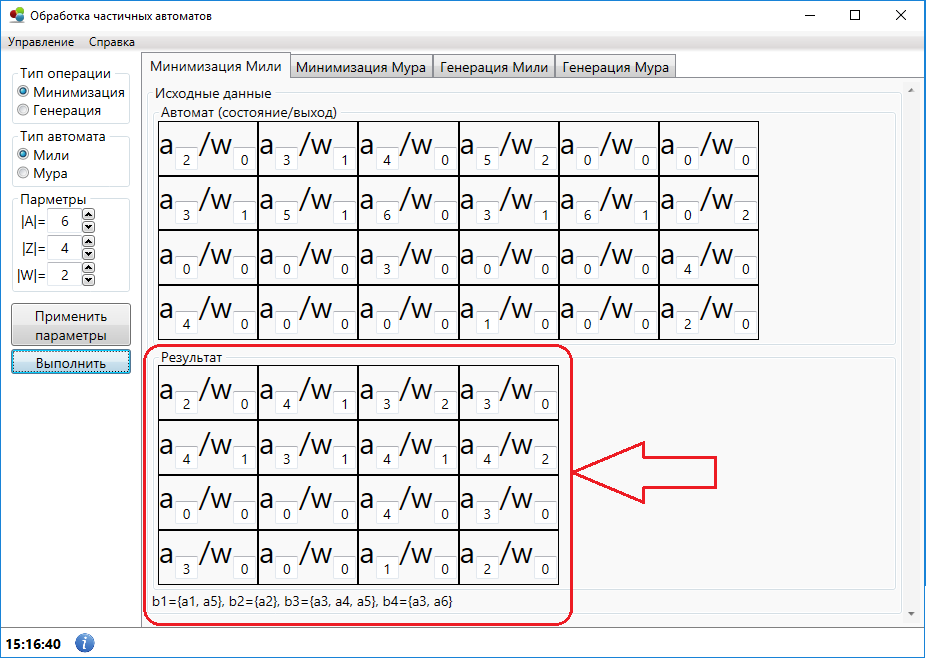 Обработка частичных автоматов
Управление Справка
Тип операции
Минимизация
Генерация
Тип автомата
Мили
Мура
Парметры
|A|= 6
|Z|= 4
|W|= 2
Применить
параметры
Выполнить
Минимизация Мили Минимизация Мура Генерация Мили Генерация Мура
Исходные данные
Автомат (состояние/выход)
a2/w0 a3/w1 a4/w0 a5/w2 a0/w0 a0/w0
a3/w1 a5/w1 a6/w0 a3/w1 a6/w1 a0/w2
a0/w0 a0/w0 a3/w0 a0/w0 a0/w0 a4/w0
a4/w0 a0/w0 a0/w0 a1/w0 a0/w0 a2/w0
Результат
a2/w0 a4/w1 a3/w2 a3/w0
a4/w1 a3/w1 a4/w1 a4/w2
a0/w0 a0/w0 a4/w0 a3/w0
a3/w0 a0/w0 a1/w0 a2/w0
b1={a1, a5}, b2={a2}, b3={a3, a4, a5}, b4={a3, a6}
15:16:40